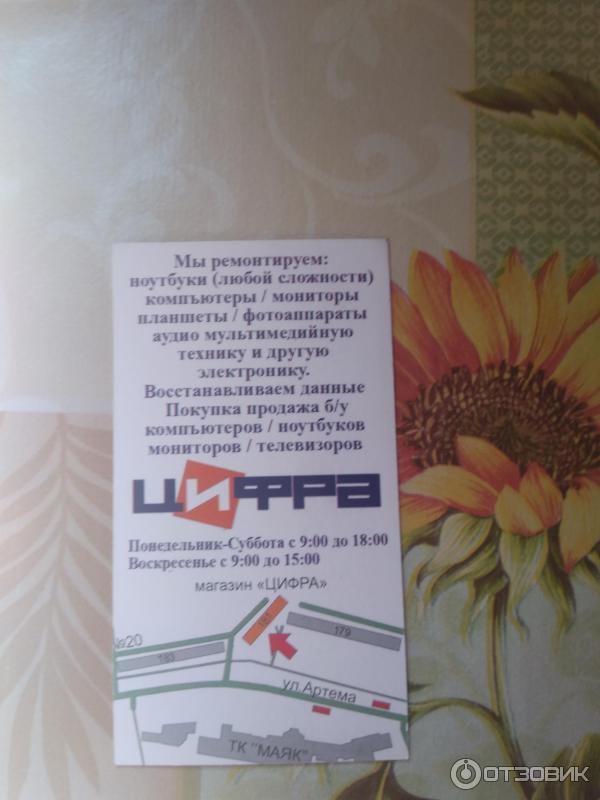 Мы ремонтируем:
ноутбуки (любой сложности)
компьютеры / мониторы
планшеты / фотоаппараты
аудио мультимедийную
технику и другую
электронику.
Восстанавливаем данные
Покупка продажа б/у
компьютеров / ноутбуков
мониторов / телевизоров
ЦИФРА
Понедельник-Суббота с 9:00 до 18:00
Воскресенье с 9:00 до 15:00
магазин «ЦИФРА»
№20
183
179
ул.Артема
ТК "МАЯК"
ОТЗОВИК